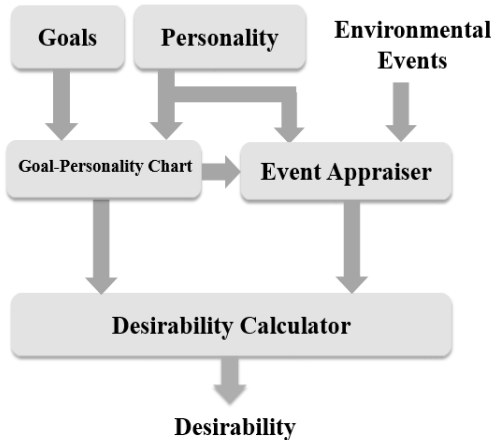 Goals
Personality
Environmental
Events
Goal-Personality Chart
Event Appraiser
Desirability Calculator
Desirability